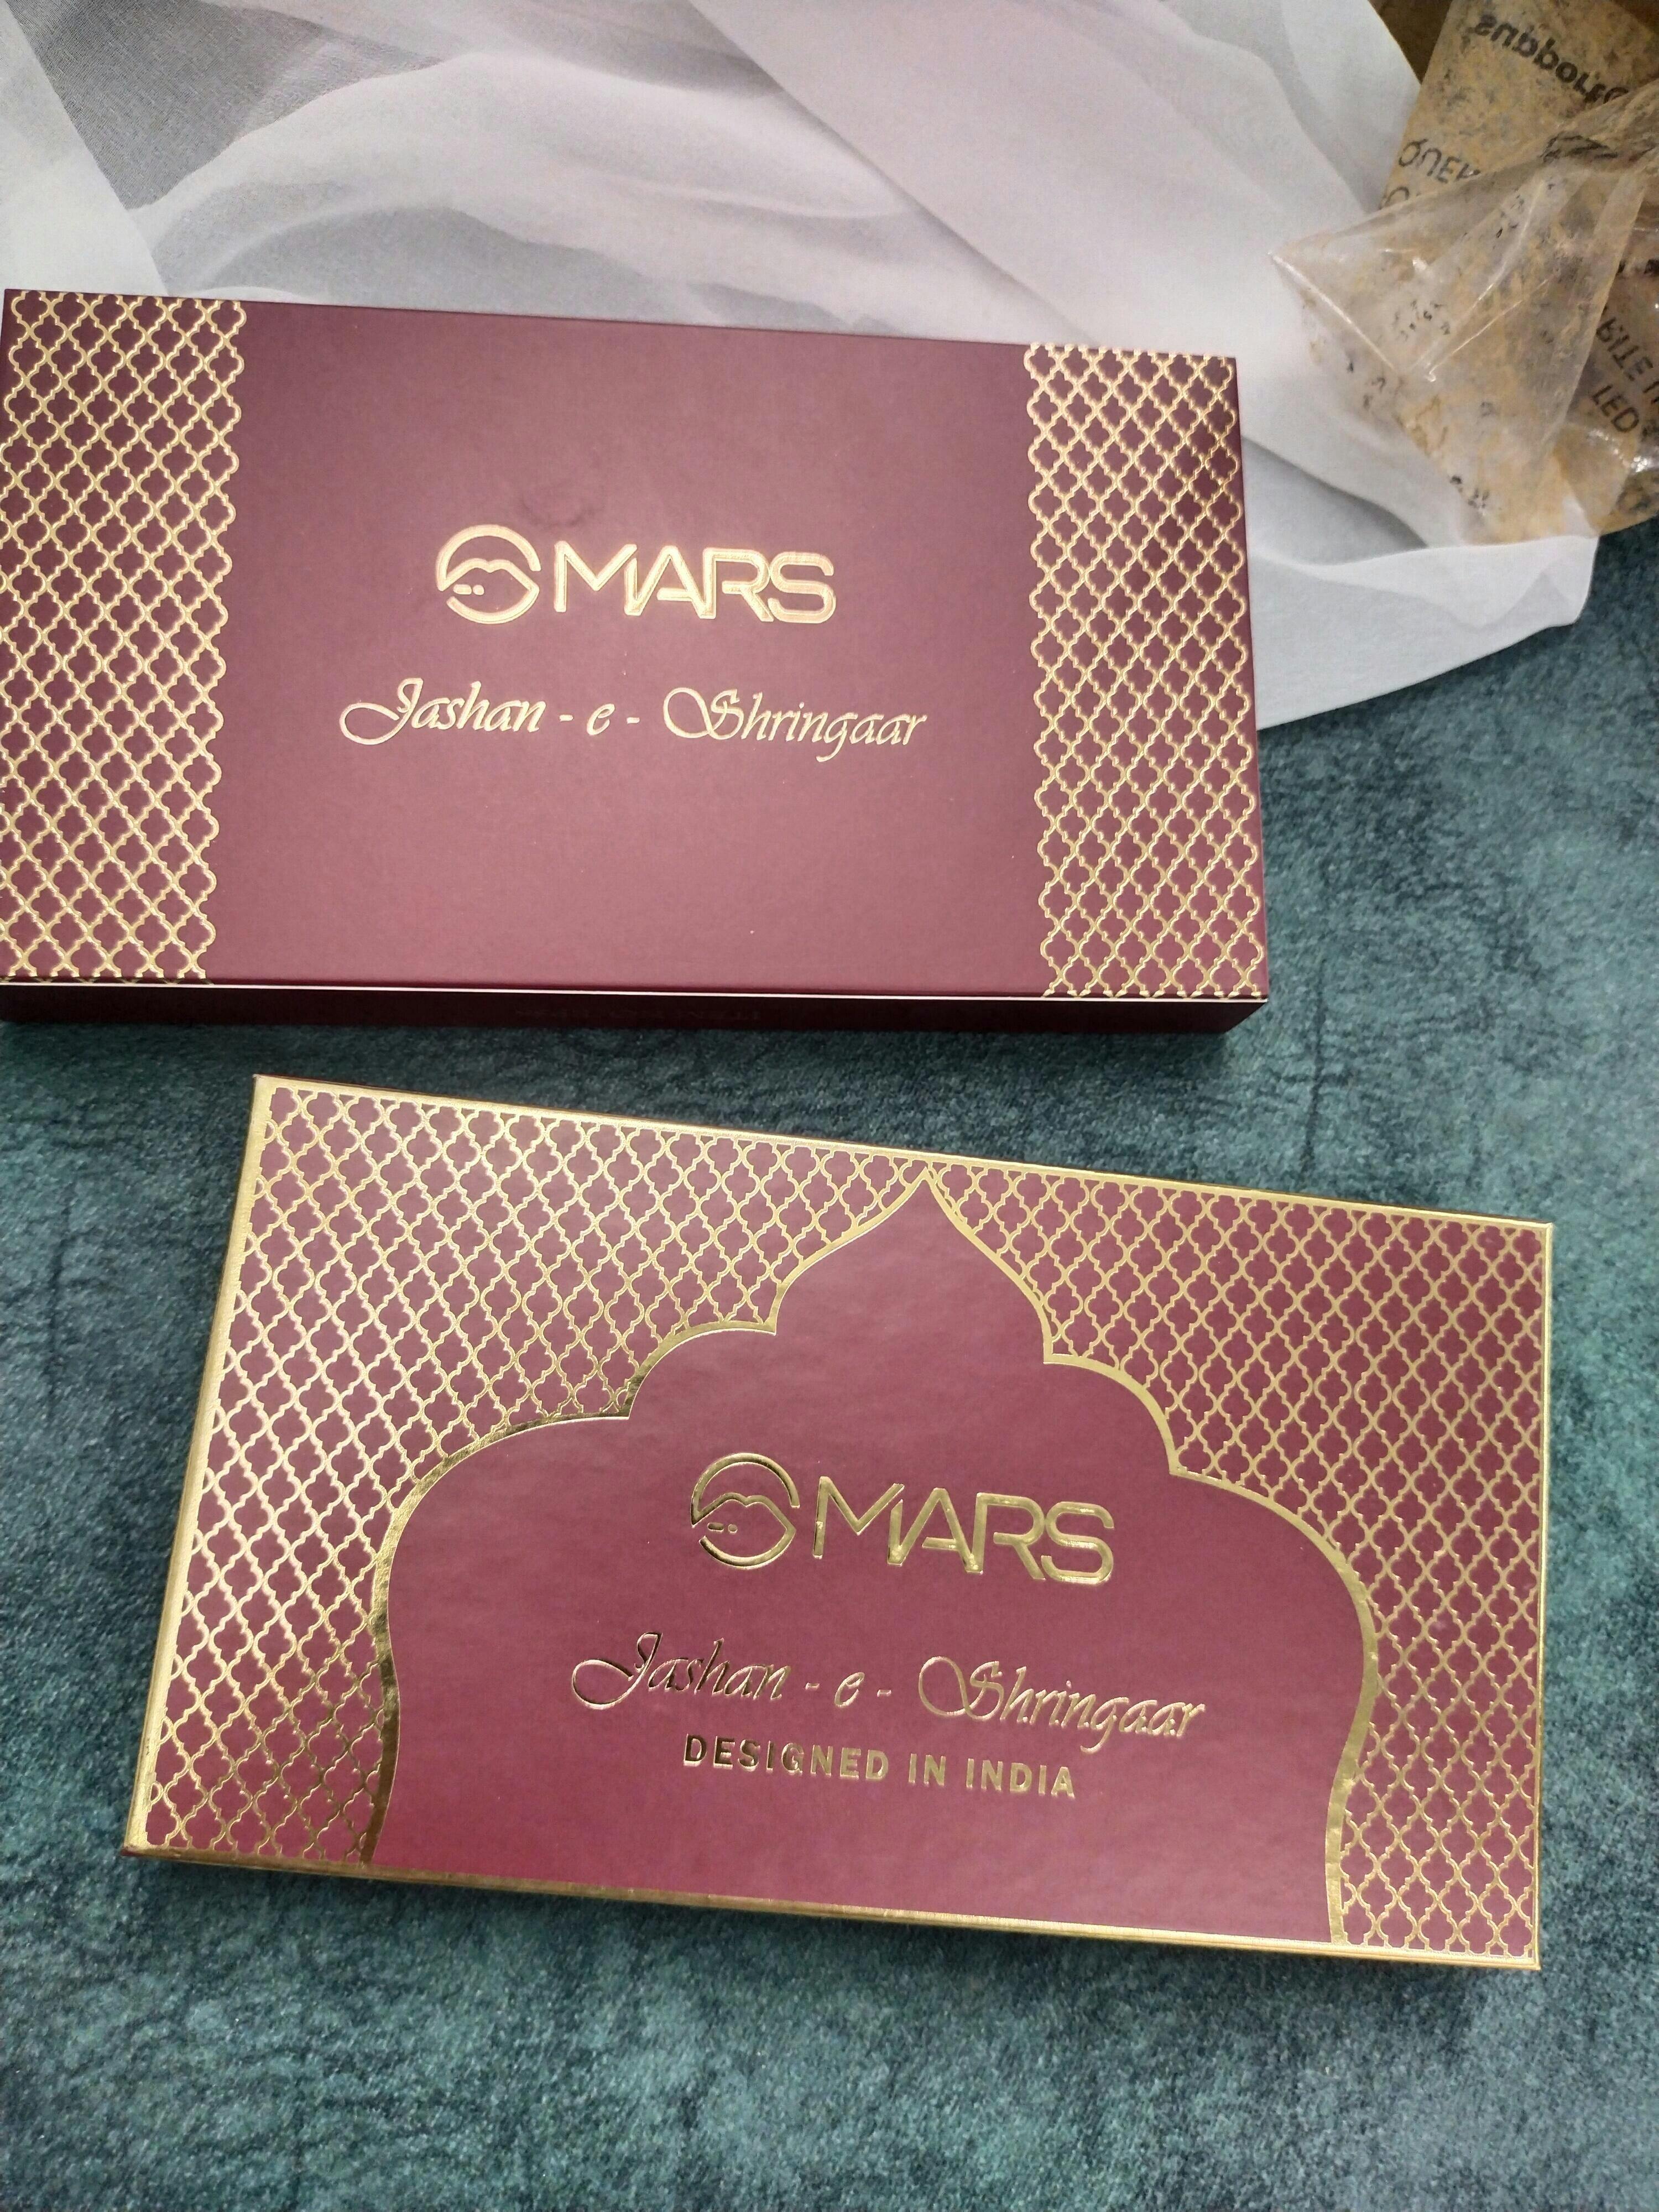 MARS
Jashan - e - Shringaar
MARS
Jashan - e - Shringaar
DESIGNED IN INDIA